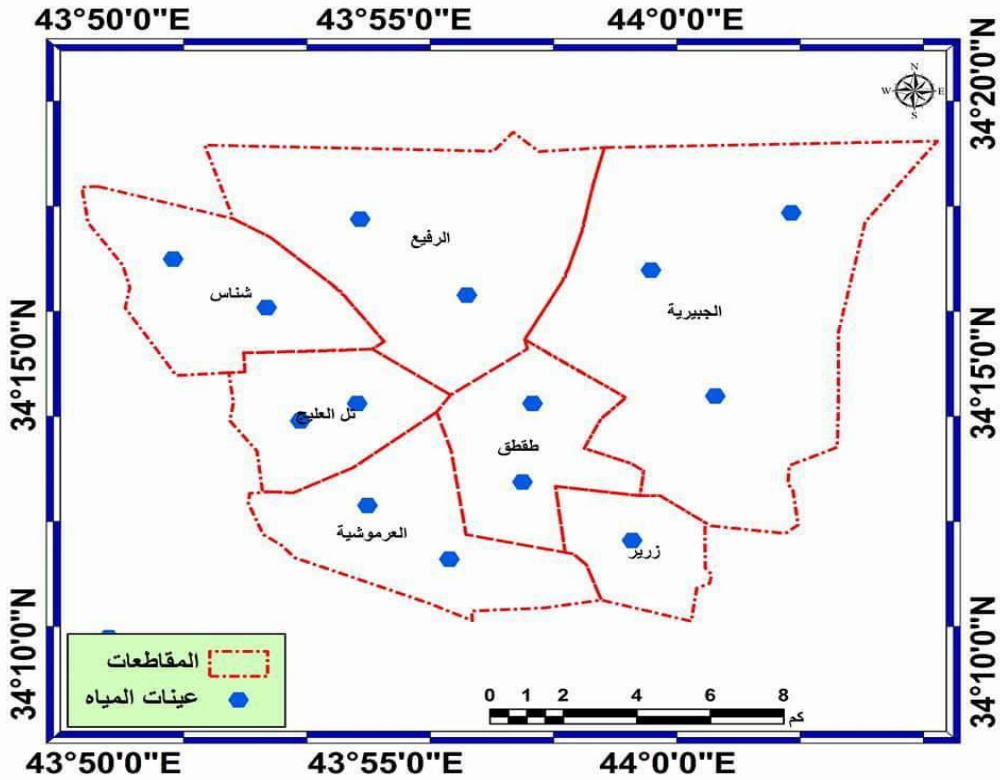 43°50'0"E 43°55'0"E 44°0'0"E
34°20'0"N
N
W E
S
الرفيع
شناس
الجبيرية
34°15'0"N 34°15'0"N
تل العليج
طقطق
العرموشية
زرير
34°10'0"N 34°10'0"N
المقاطعات
عينات المياه
0 1 2 4 6 8
كم
43°50'0"E 43°55'0"E 44°0'0"E